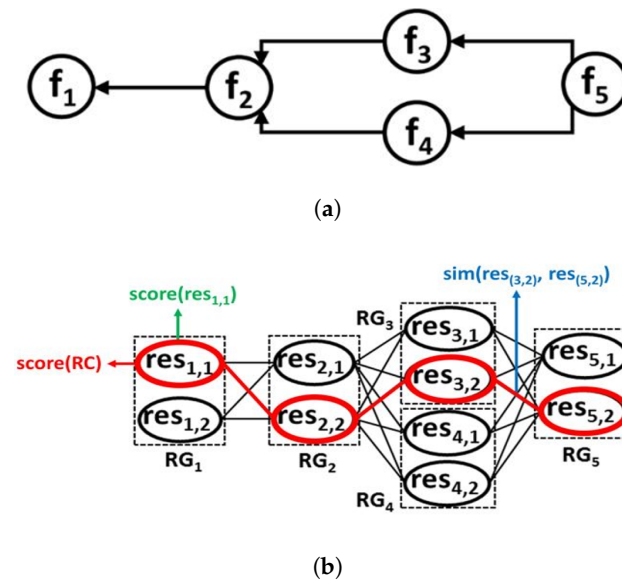 f₃
f₁ f₂ f₅
f₄
(a)
sim(res₍₃,₂₎, res₍₅,₂₎)
score(res₁,₁)
RG₃
res₃,₁
score(RC) res₁,₁ res₂,₁ res₃,₂ res₅,₁
res₁,₂ res₂,₂ res₄,₁ res₅,₂
RG₁ RG₂ RG₅
RG₄ res₄,₂
(b)